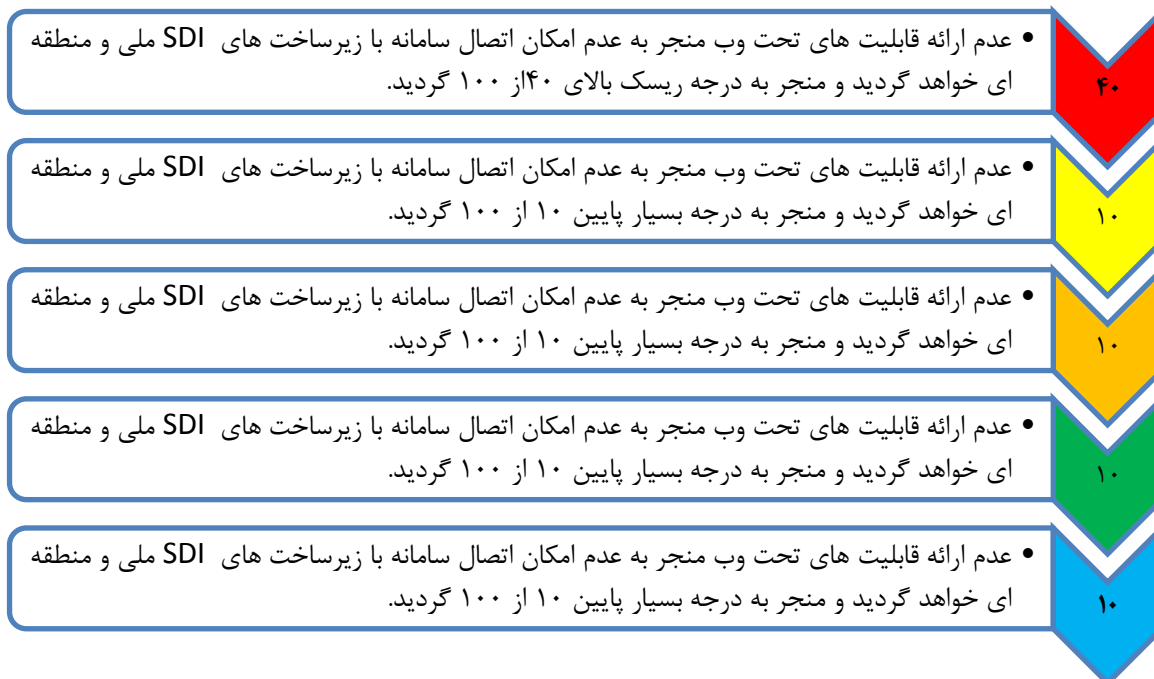 • عدم ارائه قابلیت های تحت وب منجر به عدم امکان اتصال سامانه با زیرساخت های SDI ملی و منطقه
ای خواهد گردید و منجر به درجه ریسک بالای ۴۰از ۱۰۰ گردید.
۴۰
• عدم ارائه قابلیت های تحت وب منجر به عدم امکان اتصال سامانه با زیرساخت های SDI ملی و منطقه
ای خواهد گردید و منجر به درجه بسیار پایین ۱۰ از ۱۰۰ گردید.
۱۰
• عدم ارائه قابلیت های تحت وب منجر به عدم امکان اتصال سامانه با زیرساخت های SDI ملی و منطقه
ای خواهد گردید و منجر به درجه بسیار پایین ۱۰ از ۱۰۰ گردید.
۱۰
• عدم ارائه قابلیت های تحت وب منجر به عدم امکان اتصال سامانه با زیرساخت های SDI ملی و منطقه
ای خواهد گردید و منجر به درجه بسیار پایین ۱۰ از ۱۰۰ گردید.
۱۰
• عدم ارائه قابلیت های تحت وب منجر به عدم امکان اتصال سامانه با زیرساخت های SDI ملی و منطقه
ای خواهد گردید و منجر به درجه بسیار پایین ۱۰ از ۱۰۰ گردید.
۱۰